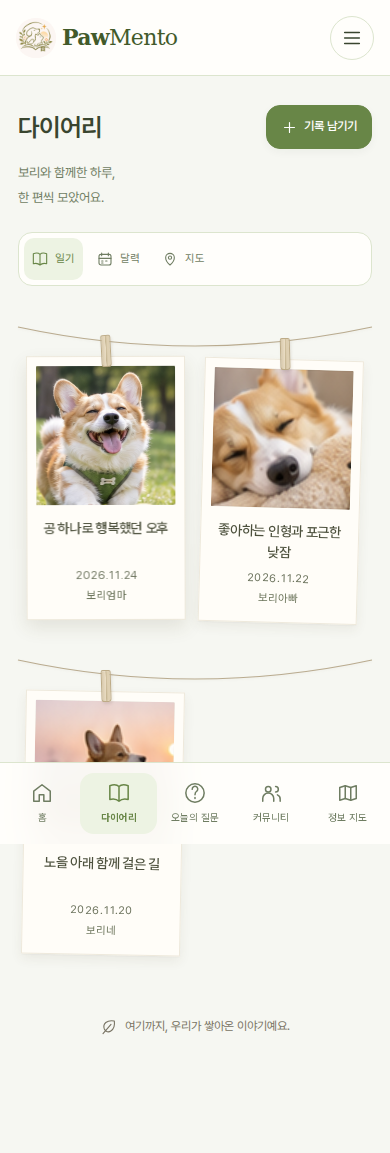 PawMento
다이어리
기록 남기기
보리와 함께한 하루,
한 편씩 모았어요.
일기
달력
지도
공 하나로 행복했던 오후
2026.11.24
보리엄마
좋아하는 인형과 포근한
낮잠
2026.11.22
보리아빠
홈
다이어리
오늘의 질문
커뮤니티
정보 지도
노을 아래 함께 걸은 길
2026.11.20
보리네
여기까지, 우리가 쌓아온 이야기예요.